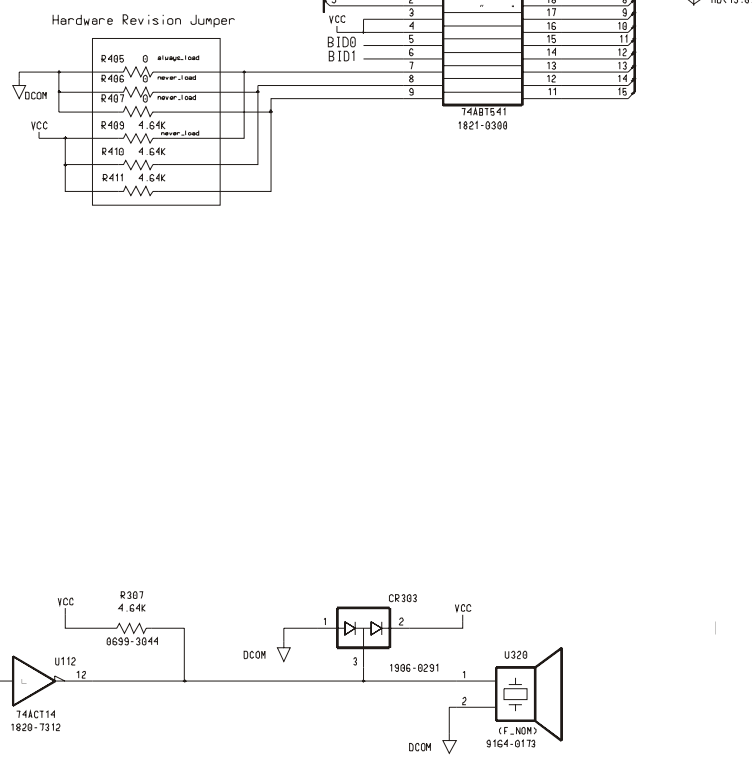 Hardware Revision Jumper
R405 0 always_load
R406 0 never_load
R407 0 never_load
DCOM
VCC
R409 4.64K
never_load
R410 4.64K
R411 4.64K
VCC
BID0
BID1
2
3
4
5
6
7
8
9
18
17
16
15
14
13
12
11
8
9
10
11
12
13
14
15
74ABT541
1821-0300
VCC
R307
4.64K
0699-3044
U112
12
74ACT14
1820-7312
CR303
1
2
VCC
DCOM
3
1906-0291
U320
1
2
DCOM
(F_NOM)
9164-0173